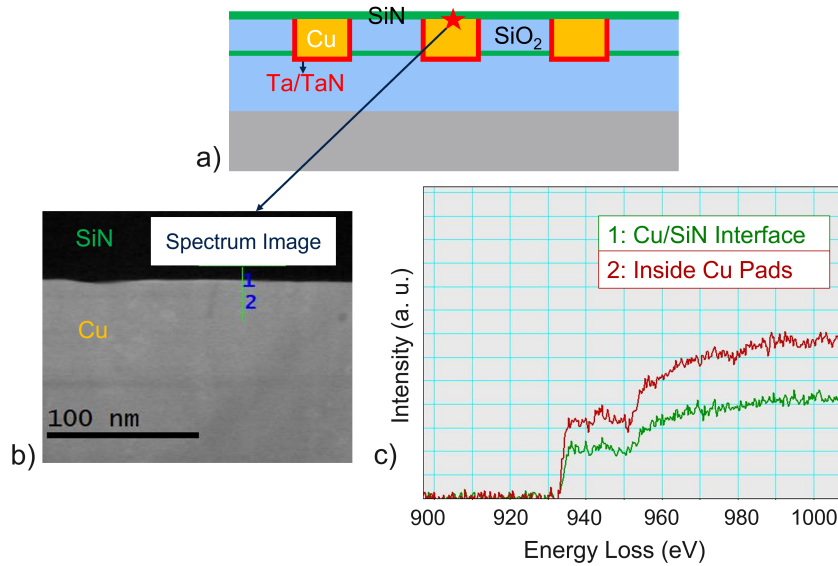 SiN
Cu
SiO2
Ta/TaN
a)
SiN
Spectrum Image
1
2
Cu
100 nm
b)
1: Cu/SiN Interface
2: Inside Cu Pads
Intensity (a. u.)
c)
900 920 940 960 980 1000
Energy Loss (eV)